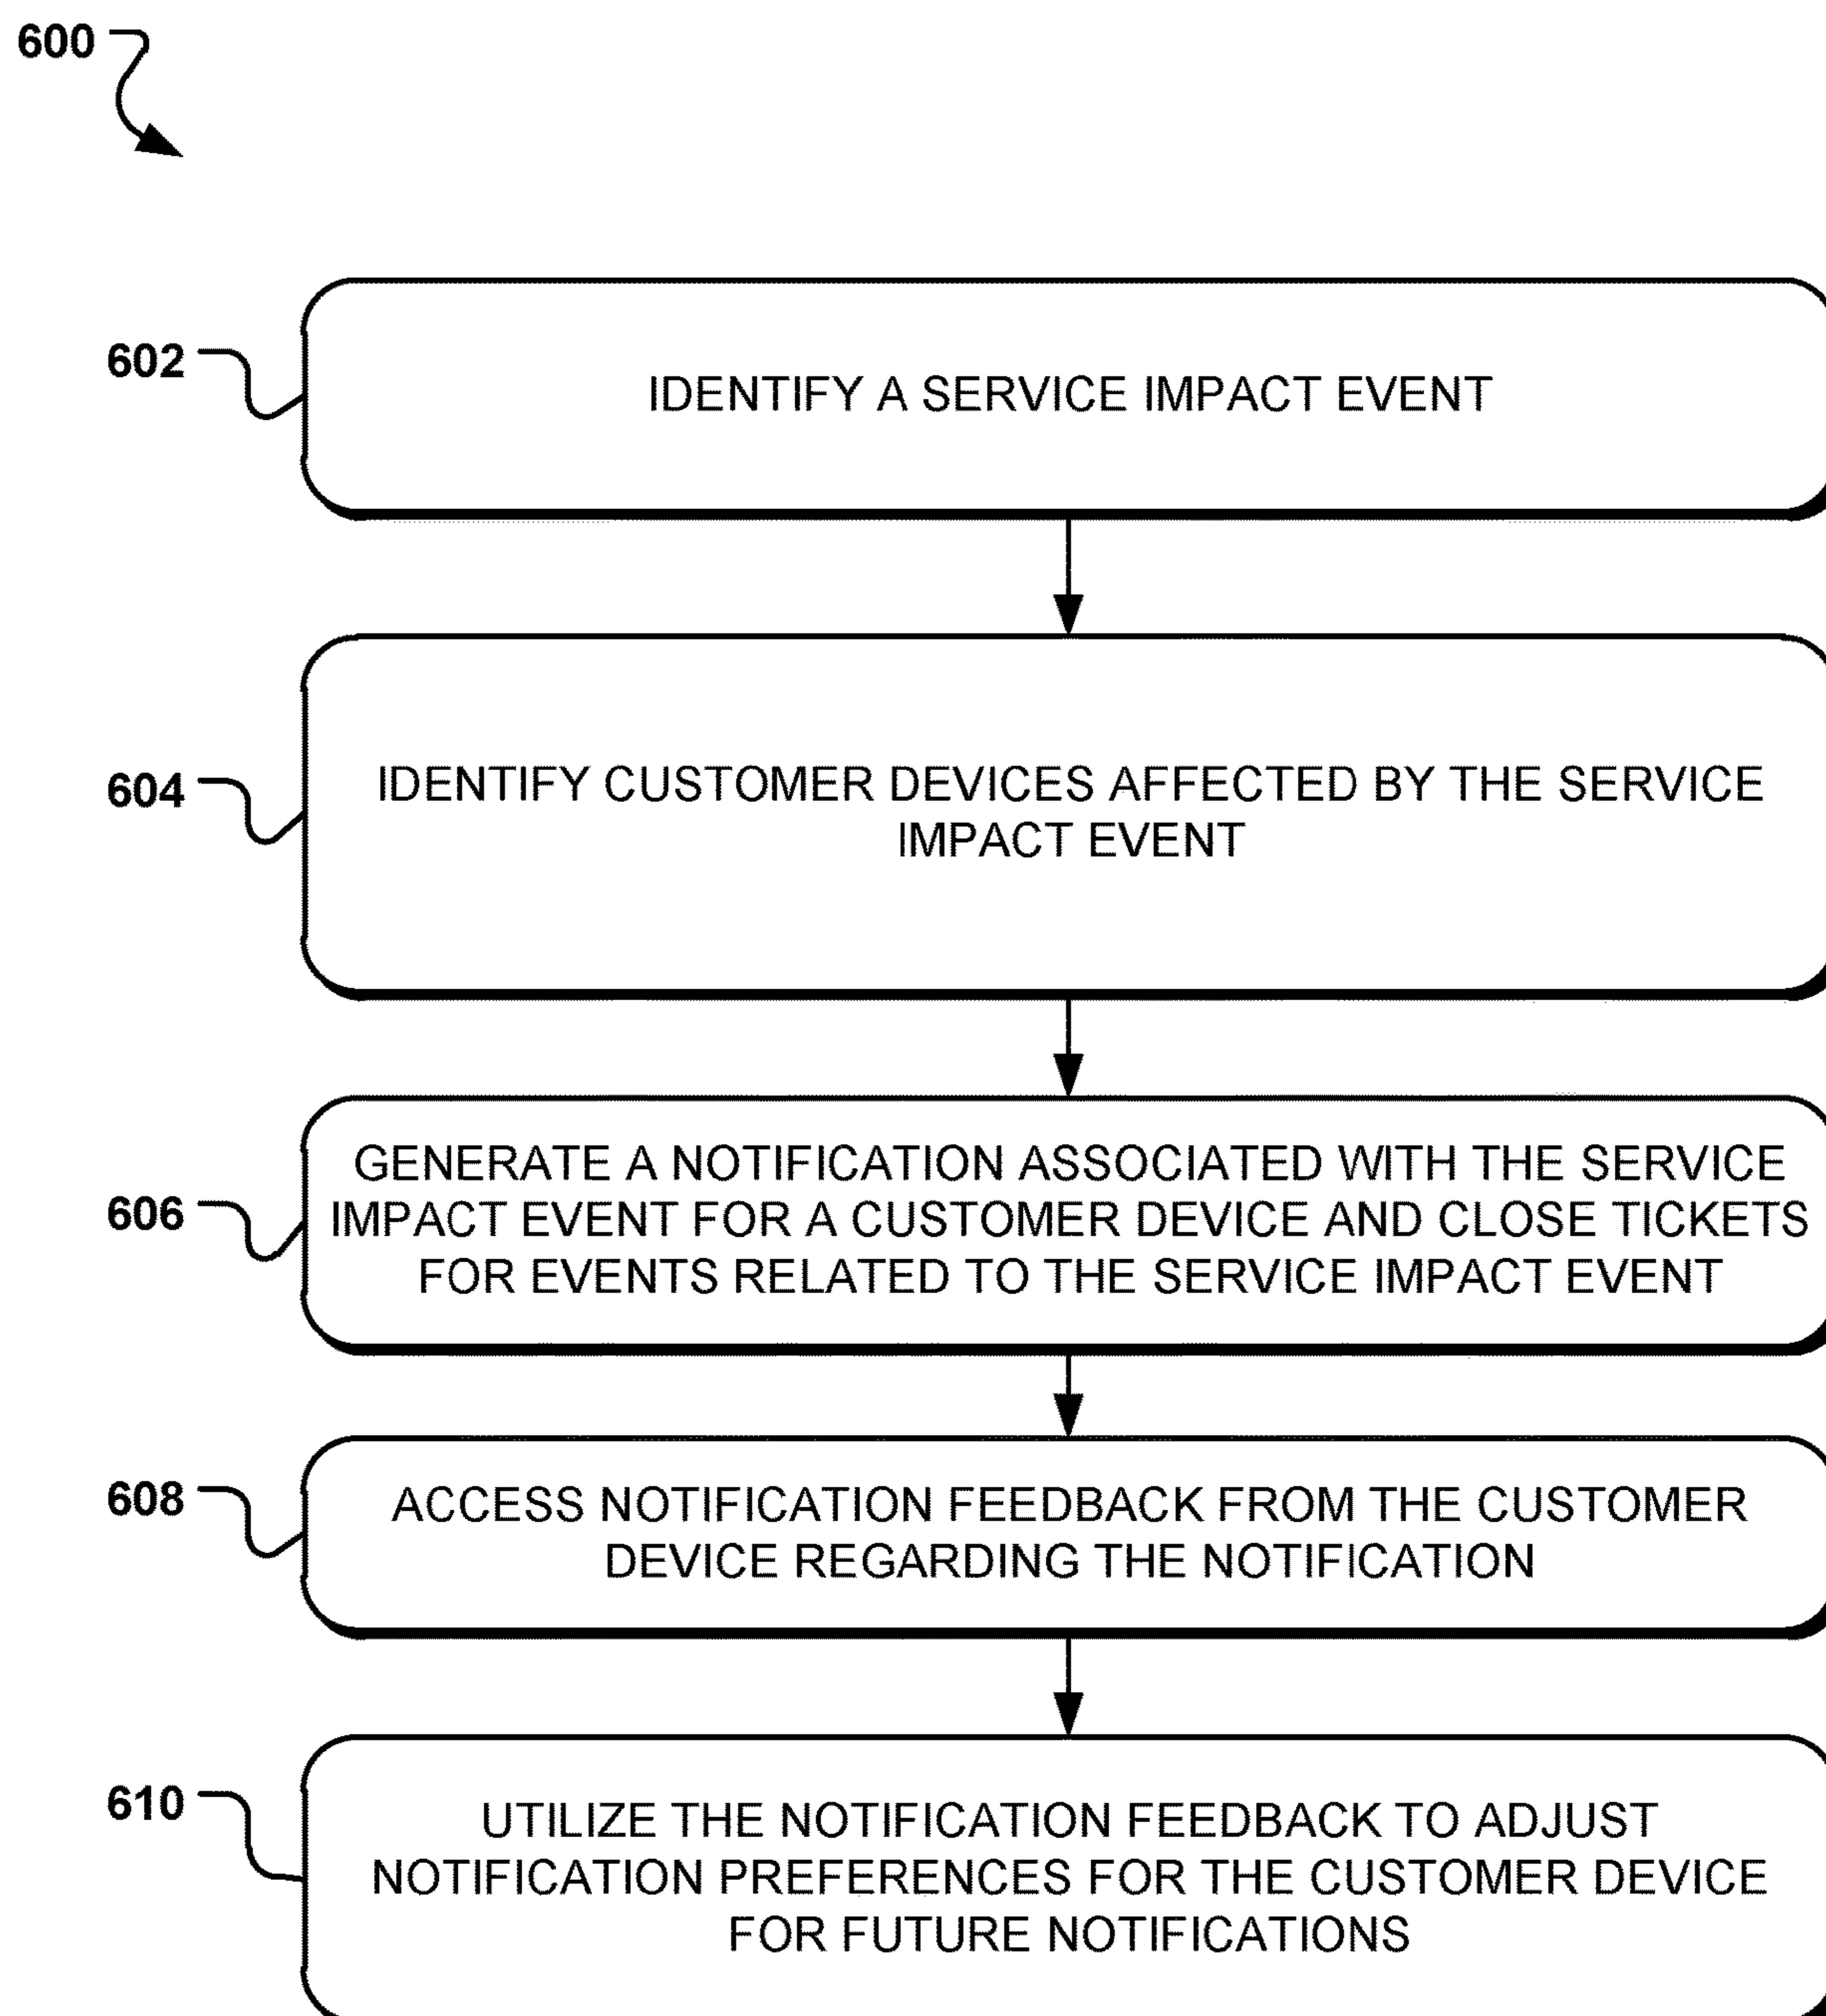 600
602
IDENTIFY A SERVICE IMPACT EVENT
604
IDENTIFY CUSTOMER DEVICES AFFECTED BY THE SERVICE
IMPACT EVENT
606
GENERATE A NOTIFICATION ASSOCIATED WITH THE SERVICE
IMPACT EVENT FOR A CUSTOMER DEVICE AND CLOSE TICKETS
FOR EVENTS RELATED TO THE SERVICE IMPACT EVENT
608
ACCESS NOTIFICATION FEEDBACK FROM THE CUSTOMER
DEVICE REGARDING THE NOTIFICATION
610
UTILIZE THE NOTIFICATION FEEDBACK TO ADJUST
NOTIFICATION PREFERENCES FOR THE CUSTOMER DEVICE
FOR FUTURE NOTIFICATIONS